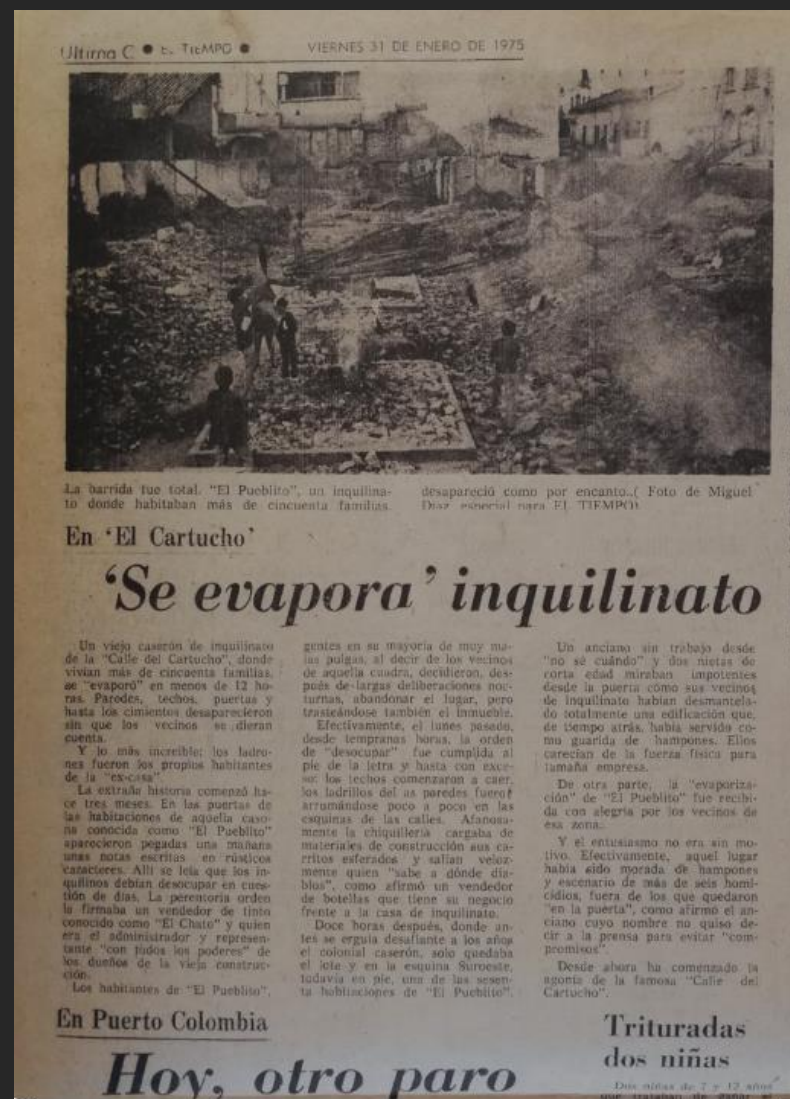 Ultima C ● EL TIEMPO ●
VIERNES 31 DE ENERO DE 1975
La barrida fue total. "El Pueblito", un inquilina-
to donde habitaban más de cincuenta familias.
desapareció como por encanto..( Foto de Miguel
Díaz especial para EL TIEMPO).
En 'El Cartucho'
'Se evapora' inquilinato
Un viejo caserón de inquilinato
de la "Calle del Cartucho", donde
vivían más de cincuenta familias,
se "evaporó" en menos de 12 ho-
ras. Paredes, techos, puertas y
hasta los cimientos desaparecieron
sin que los vecinos se dieran
cuenta.
Y lo más increíble: los ladro-
nes fueron los propios habitantes
de la "ex-casa".
La extraña historia comenzó ha-
ce tres meses. En las puertas de
las habitaciones de aquella caso-
na conocida como "El Pueblito"
aparecieron pegadas una mañana
unas notas escritas en rústicos
caracteres. Allí se leía que los in-
quilinos debían desocupar en cues-
tión de días. La perentoria orden
la firmaba un vendedor de tinto
conocido como "El Chato" y quien
era el administrador y represen-
tante "con todos los poderes" de
los dueños de la vieja construc-
ción.
Los habitantes de "El Pueblito",
gentes en su mayoría de muy ma-
las pulgas, al decir de los vecinos
de aquella cuadra, decidieron, des-
pués de largas deliberaciones noc-
turnas, abandonar el lugar, pero
trasteándose también el inmueble.
Efectivamente, el lunes pasado,
desde tempranas horas, la orden
de "desocupar" fue cumplida al
pie de la letra y hasta con exce-
so: los techos comenzaron a caer,
los ladrillos del as paredes fueron
arrumándose poco a poco en las
esquinas de las calles. Afanosa-
mente la chiquillería cargaba de
materiales de construcción sus ca-
rritos esferados y salían veloz-
mente quien "sabe a dónde dia-
blos", como afirmó un vendedor
de botellas que tiene su negocio
frente a la casa de inquilinato.
Doce horas después, donde an-
tes se erguía desafiante a los años
el colonial caserón, solo quedaba
el lote y en la esquina Suroeste,
todavía en pie, una de las sesen-
ta habitaciones de "El Pueblito".
Un anciano sin trabajo desde
"no sé cuándo" y dos nietas de
corta edad miraban impotentes
desde la puerta cómo sus vecinos
de inquilinato habían desmantela-
do totalmente una edificación que,
de tiempo atrás, había servido co-
mo guarida de hampones. Ellos
carecían de la fuerza física para
tamaña empresa.
De otra parte, la "evaporiza-
ción" de "El Pueblito" fue recibi-
da con alegría por los vecinos de
esa zona.
Y el entusiasmo no era sin mo-
tivo. Efectivamente, aquel lugar
había sido morada de hampones
y escenario de más de seis homi-
cidios, fuera de los que quedaron
"en la puerta", como afirmó el an-
ciano cuyo nombre no quiso de-
cir a la prensa para evitar "com-
promisos".
Desde ahora ha comenzado la
agonía de la famosa "Calle del
Cartucho".
En Puerto Colombia
Hoy, otro paro
Trituradas
dos niñas
Dos niñas de 7 y 12 años
que trataban de ganar el